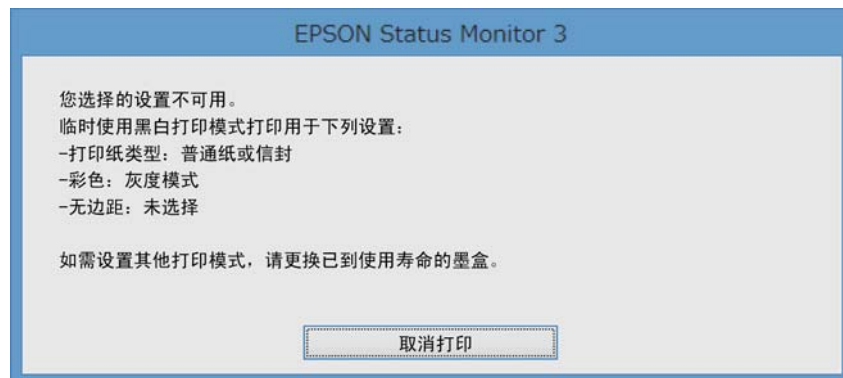 EPSON Status Monitor 3
您选择的设置不可用。
临时使用黑白打印模式打印用于下列设置：
-打印纸类型：普通纸或信封
-彩色：灰度模式
-无边距：未选择
如需设置其他打印模式，请更换已到使用寿命的墨盒。
取消打印